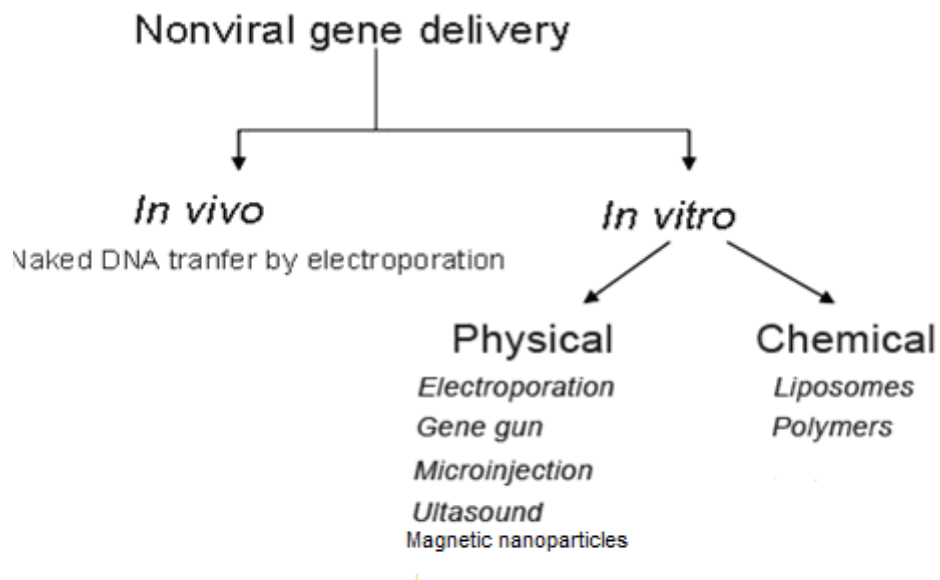 Nonviral gene delivery
In vivo
In vitro
Naked DNA tranfer by electroporation
Physical
Chemical
Electroporation
Liposomes
Gene gun
Polymers
Microinjection
Ultasound
Magnetic nanoparticles